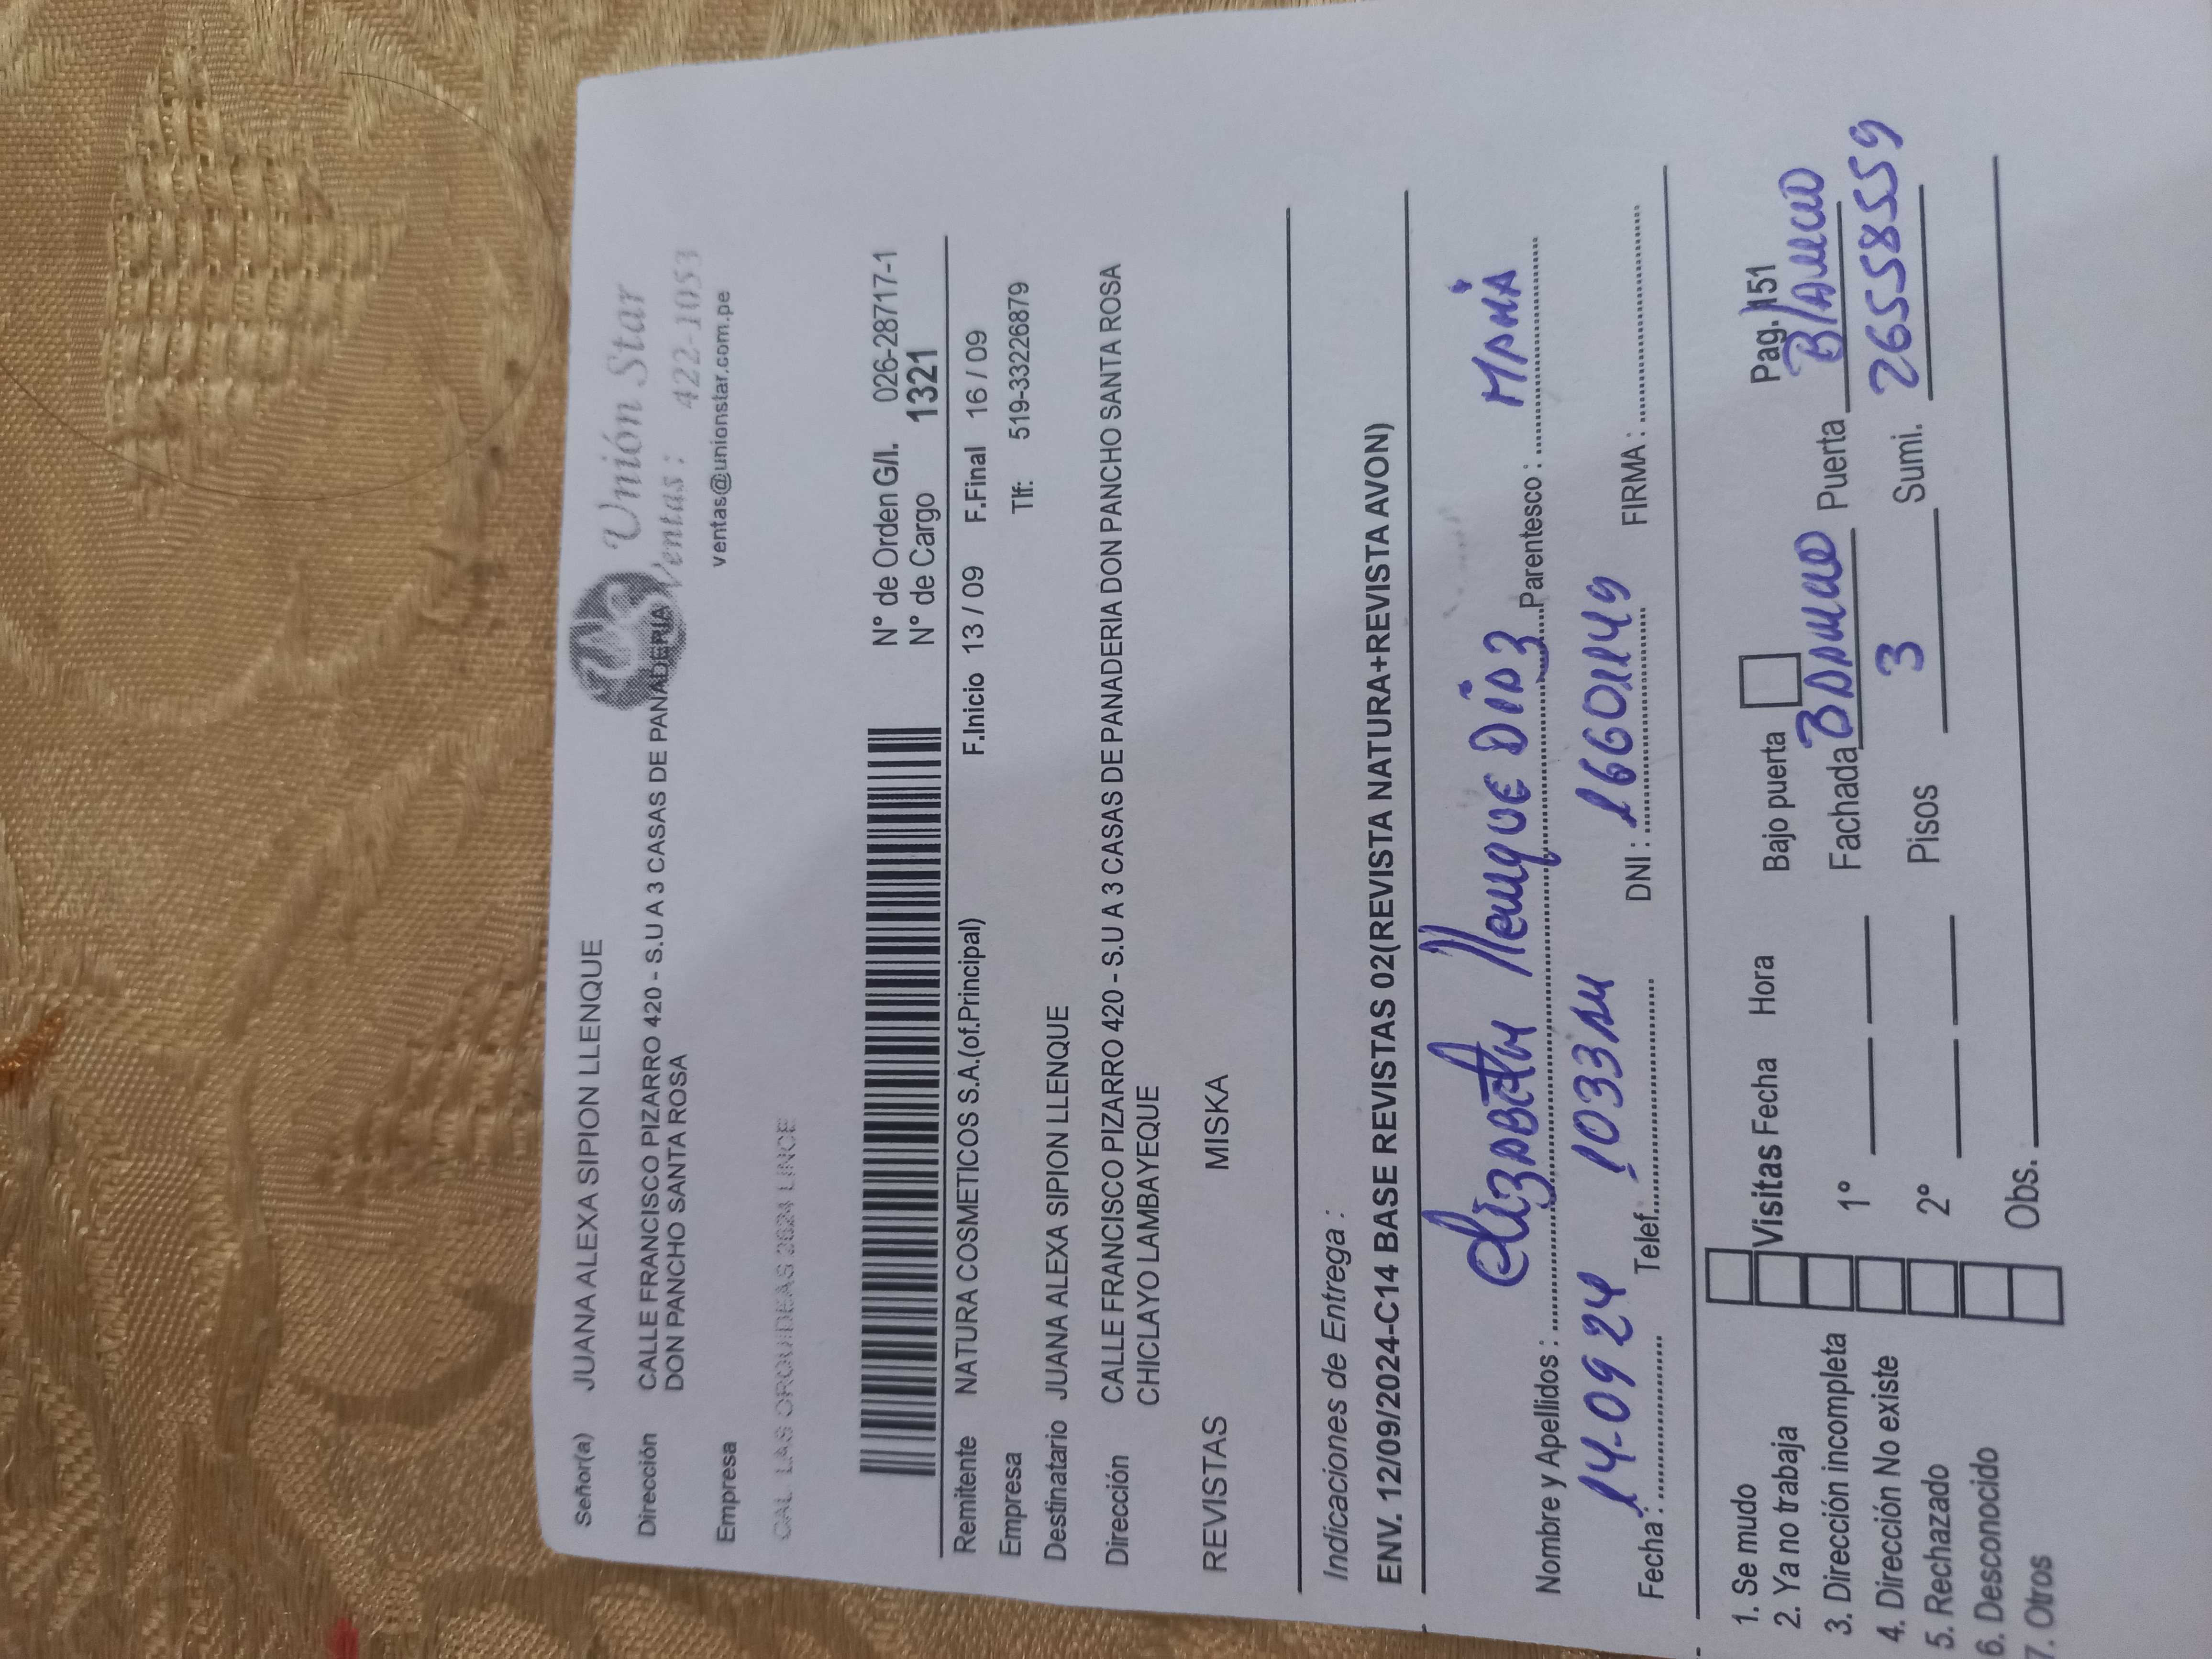 Señor(a) JUANA ALEXA SIPION LLENQUE
Unión Star
Ventas: 422-1053
ventas@unionstar.com.pe
Dirección CALLE FRANCISCO PIZARRO 420 - S.U A 3 CASAS DE PANADERIA
DON PANCHO SANTA ROSA
Empresa
CAL. LAS ORQUIDEAS 2624 LINCE
N° de Orden G/I. 026-28717-1
N° de Cargo 1321
Remitente NATURA COSMETICOS S.A.(of.Principal) F.Inicio 13 / 09 F.Final 16 / 09
Empresa Tlf: 519-33226879
Destinatario JUANA ALEXA SIPION LLENQUE
Dirección CALLE FRANCISCO PIZARRO 420 - S.U A 3 CASAS DE PANADERIA DON PANCHO SANTA ROSA
CHICLAYO LAMBAYEQUE
REVISTAS MISKA
Indicaciones de Entrega :
ENV. 12/09/2024-C14 BASE REVISTAS 02(REVISTA NATURA+REVISTA AVON)
Nombre y Apellidos : Elizabeth Llenque Diaz Parentesco : MAMÁ
Fecha : 14-09 24 Telef. 1033 DNI : 16601149 FIRMA :
1. Se mudo
2. Ya no trabaja
3. Dirección incompleta
4. Dirección No existe
5. Rechazado
6. Desconocido
7. Otros
Visitas Fecha Hora Bajo puerta Pag. 151
1° Fachada Blanco Puerta Blanco
2° Pisos 3 Sumi. 26558559
Obs.